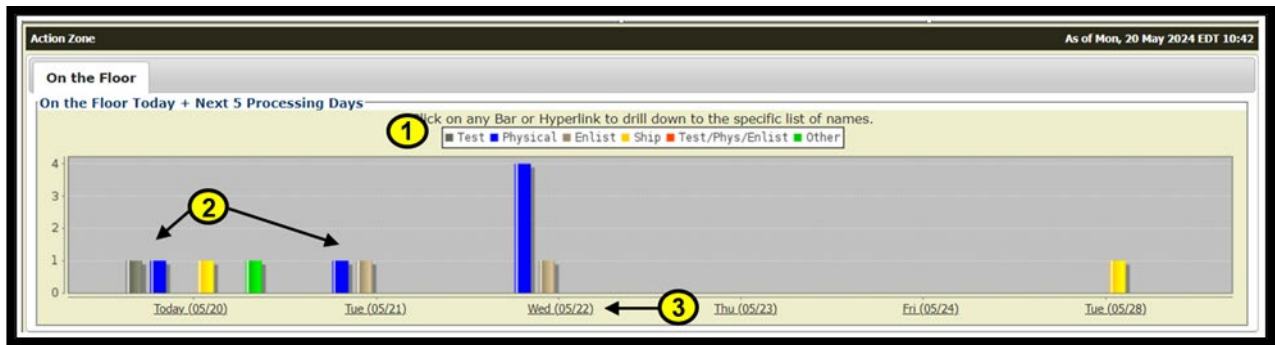 Action Zone As of Mon, 20 May 2024 EDT 10:42
On the Floor
On the Floor Today + Next 5 Processing Days
1 lick on any Bar or Hyperlink to drill down to the specific list of names.
Test Physical Enlist Ship Test/Phys/Enlist Other
4
3
2
1
0
2
3
Today (05/20) Tue (05/21) Wed (05/22) Thu (05/23) Fri (05/24) Tue (05/28)